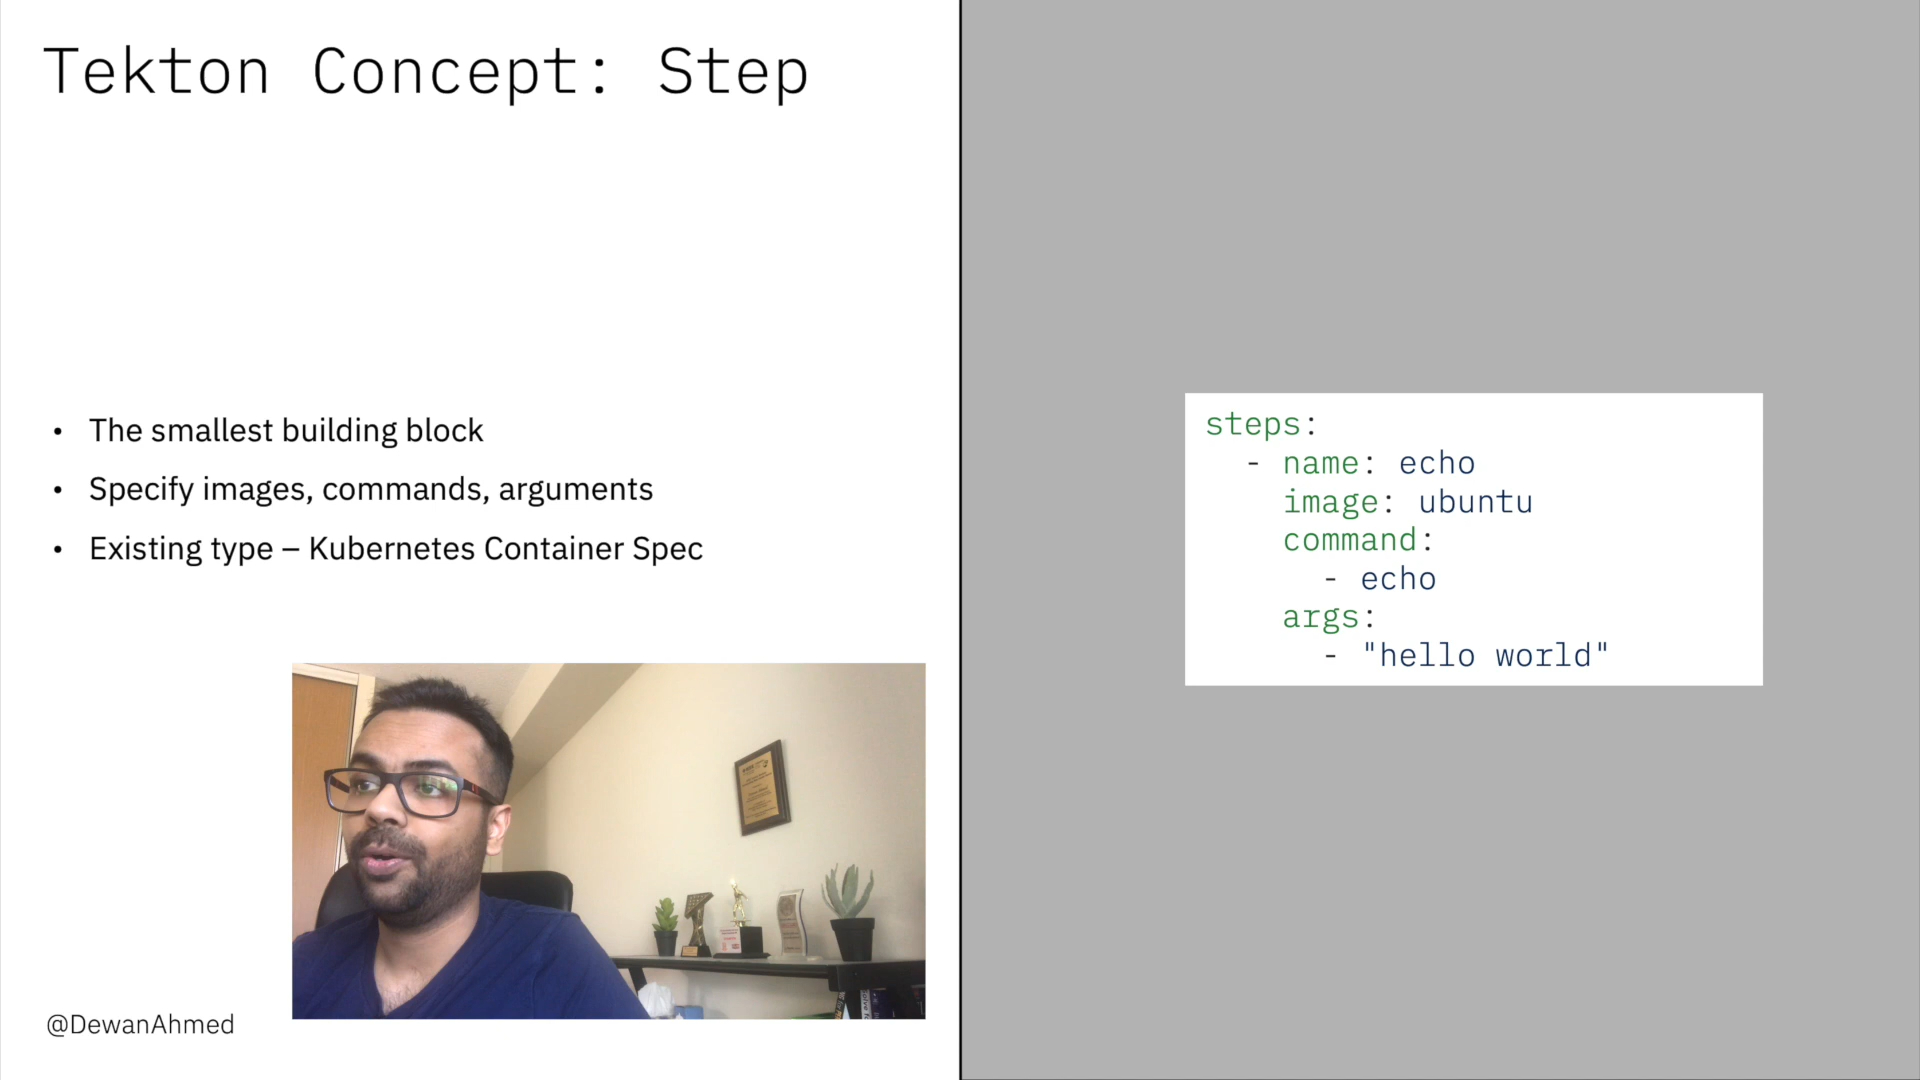 Tekton Concept: Step
• The smallest building block
• Specify images, commands, arguments
• Existing type – Kubernetes Container Spec
@DewanAhmed
steps:
  - name: echo
    image: ubuntu
    command:
      - echo
    args:
      - "hello world"